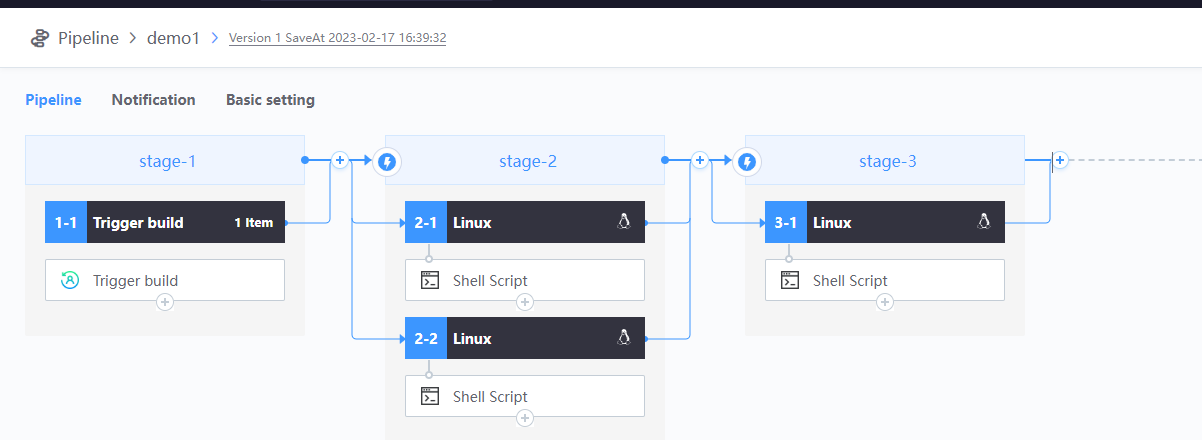 Pipeline > demo1 > Version 1 SaveAt 2023-02-17 16:39:32
Pipeline Notification Basic setting
stage-1
1-1 Trigger build 1 Item
Trigger build
stage-2
2-1 Linux
Shell Script
2-2 Linux
Shell Script
stage-3
3-1 Linux
Shell Script